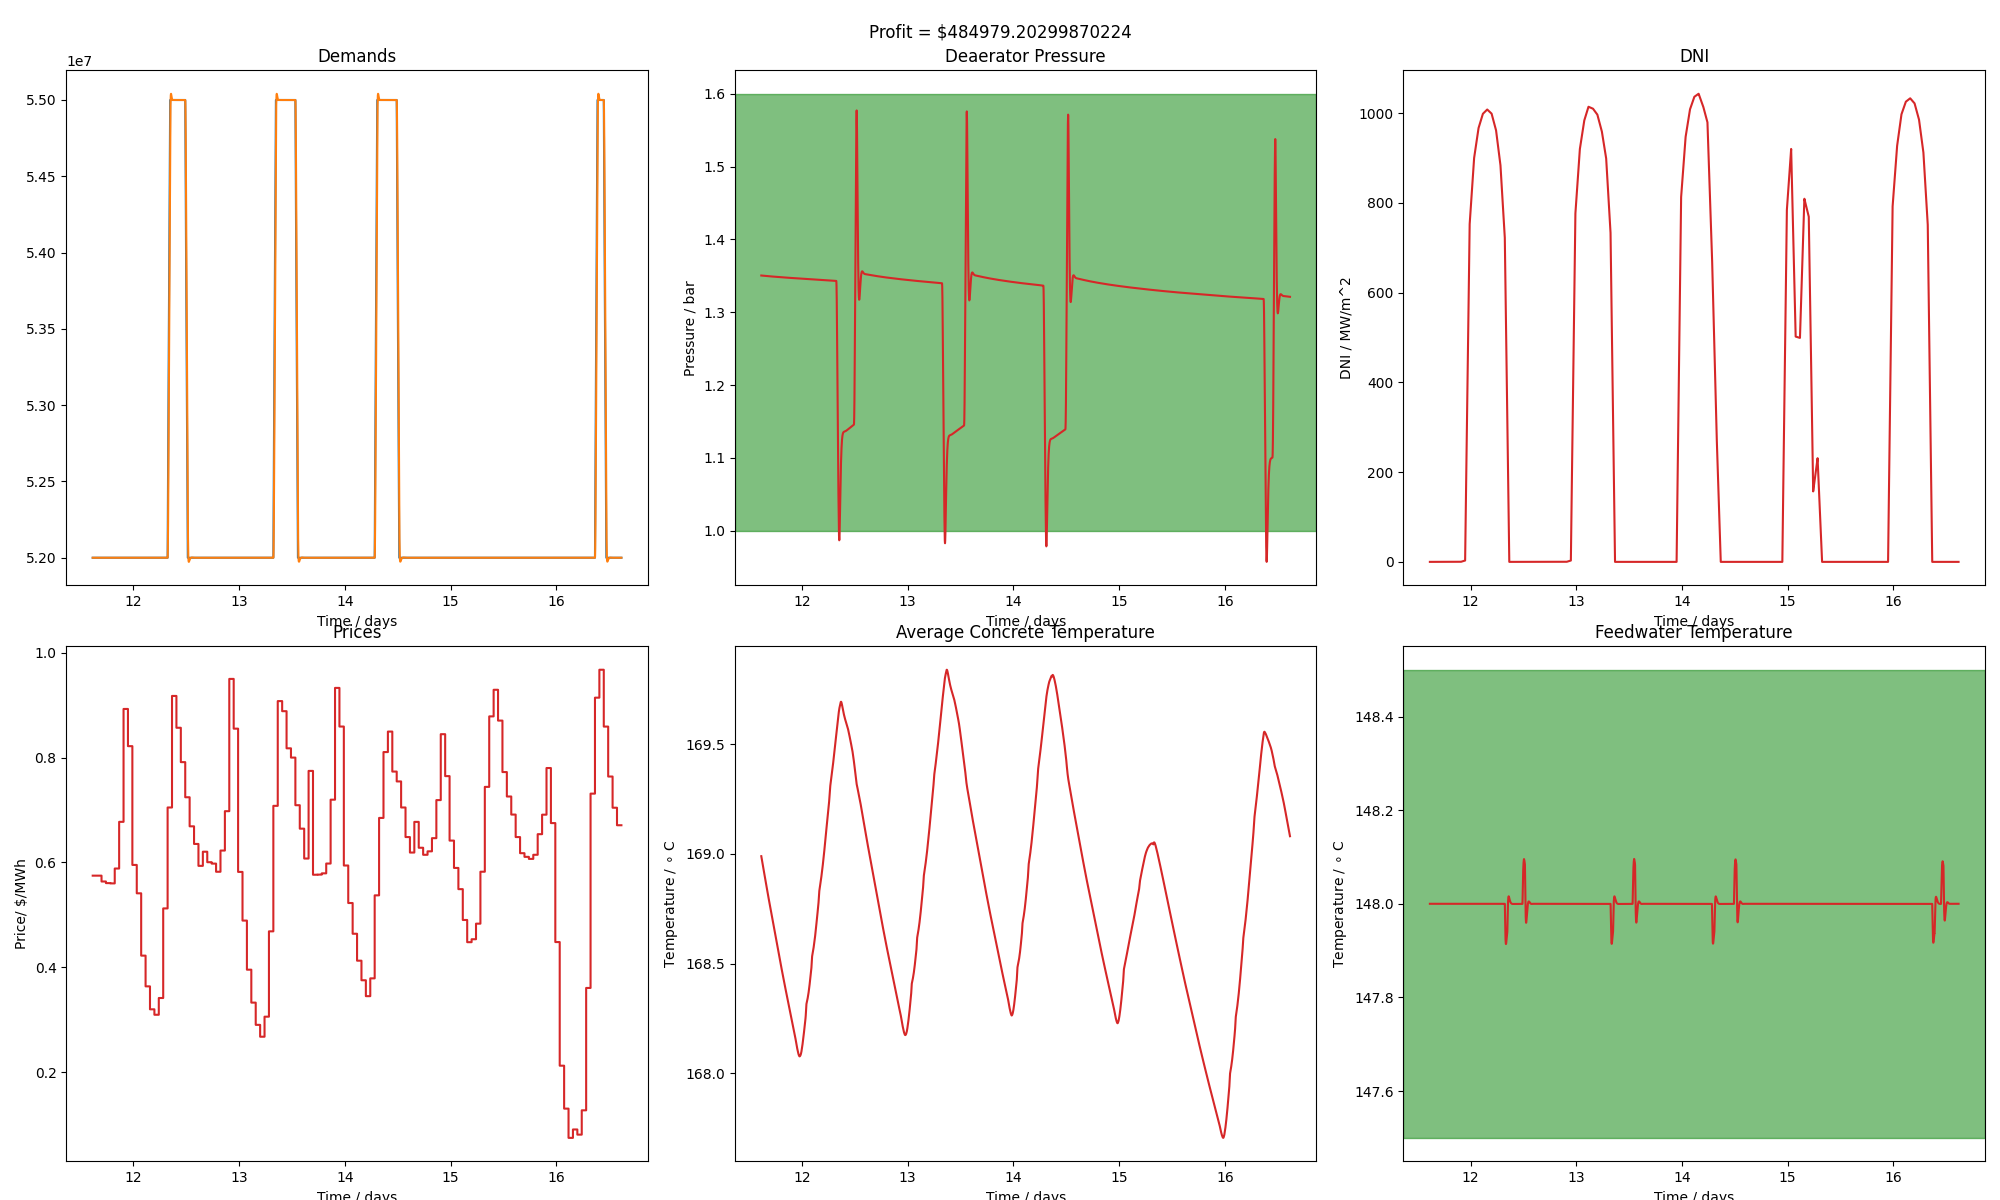 Profit = $484979.20299870224
Demands
1e7
5.50
5.45
5.40
5.35
5.30
5.25
5.20
12 13 14 15 16
Time / days
Deaerator Pressure
Pressure / bar
1.6
1.5
1.4
1.3
1.2
1.1
1.0
12 13 14 15 16
Time / days
DNI
DNI / MW/m^2
1000
800
600
400
200
0
12 13 14 15 16
Time / days
Prices
Price/ $/MWh
1.0
0.8
0.6
0.4
0.2
12 13 14 15 16
Time / days
Average Concrete Temperature
Temperature / ∘ C
169.5
169.0
168.5
168.0
12 13 14 15 16
Time / days
Feedwater Temperature
Temperature / ∘ C
148.4
148.2
148.0
147.8
147.6
12 13 14 15 16
Time / days